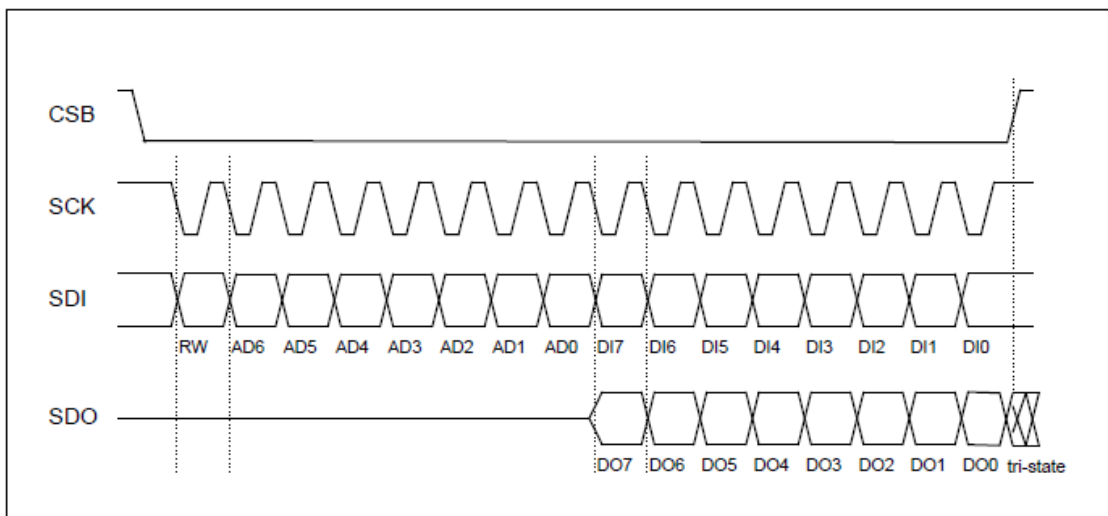 CSB
SCK
SDI
RW AD6 AD5 AD4 AD3 AD2 AD1 AD0 DI7 DI6 DI5 DI4 DI3 DI2 DI1 DI0
SDO
DO7 DO6 DO5 DO4 DO3 DO2 DO1 DO0 tri-state